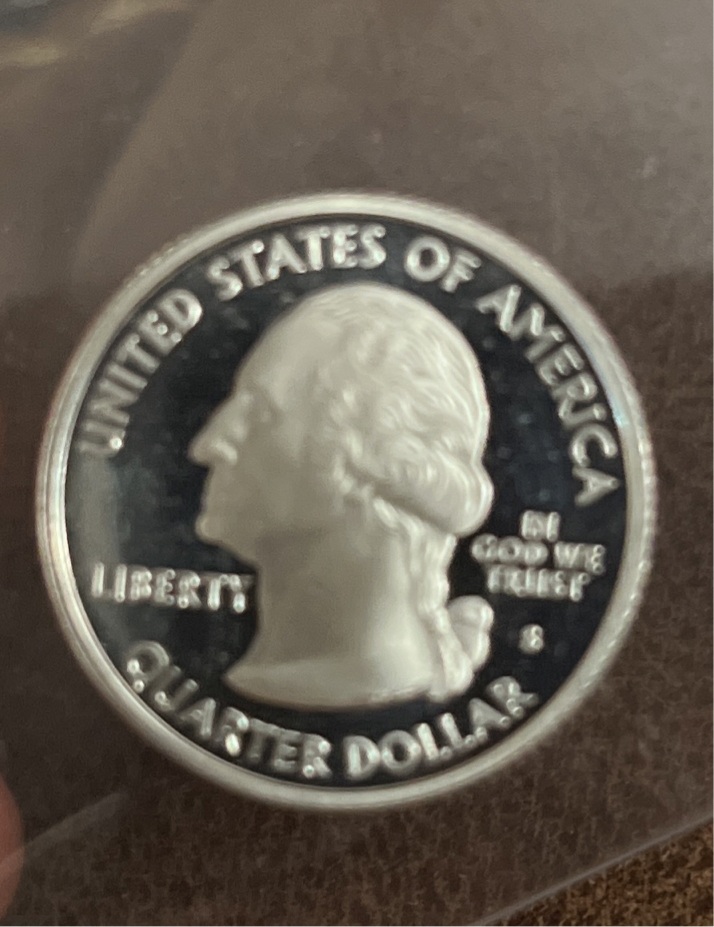 UNITED STATES OF AMERICA
LIBERTY
IN
GOD WE
TRUST
S
QUARTER DOLLAR